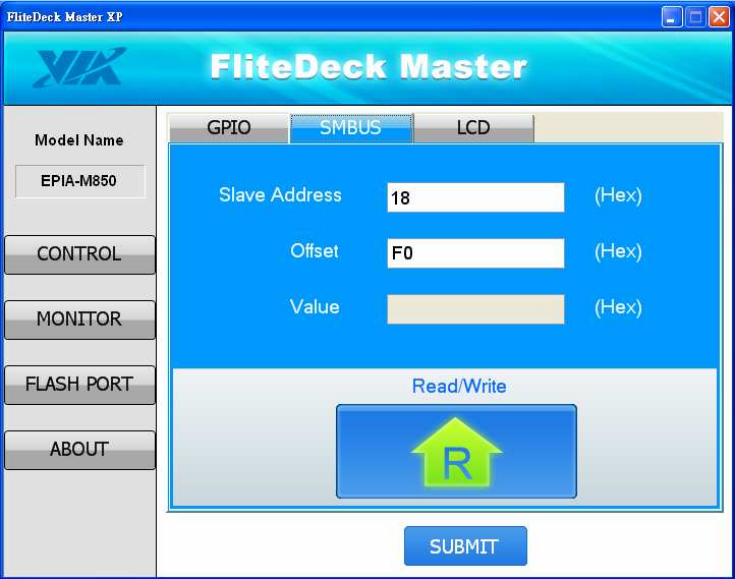 FliteDeck Master XP
VIA FliteDeck Master
Model Name
EPIA-M850
CONTROL
MONITOR
FLASH PORT
ABOUT
GPIO SMBUS LCD
Slave Address 18 (Hex)
Offset F0 (Hex)
Value (Hex)
Read/Write
R
SUBMIT